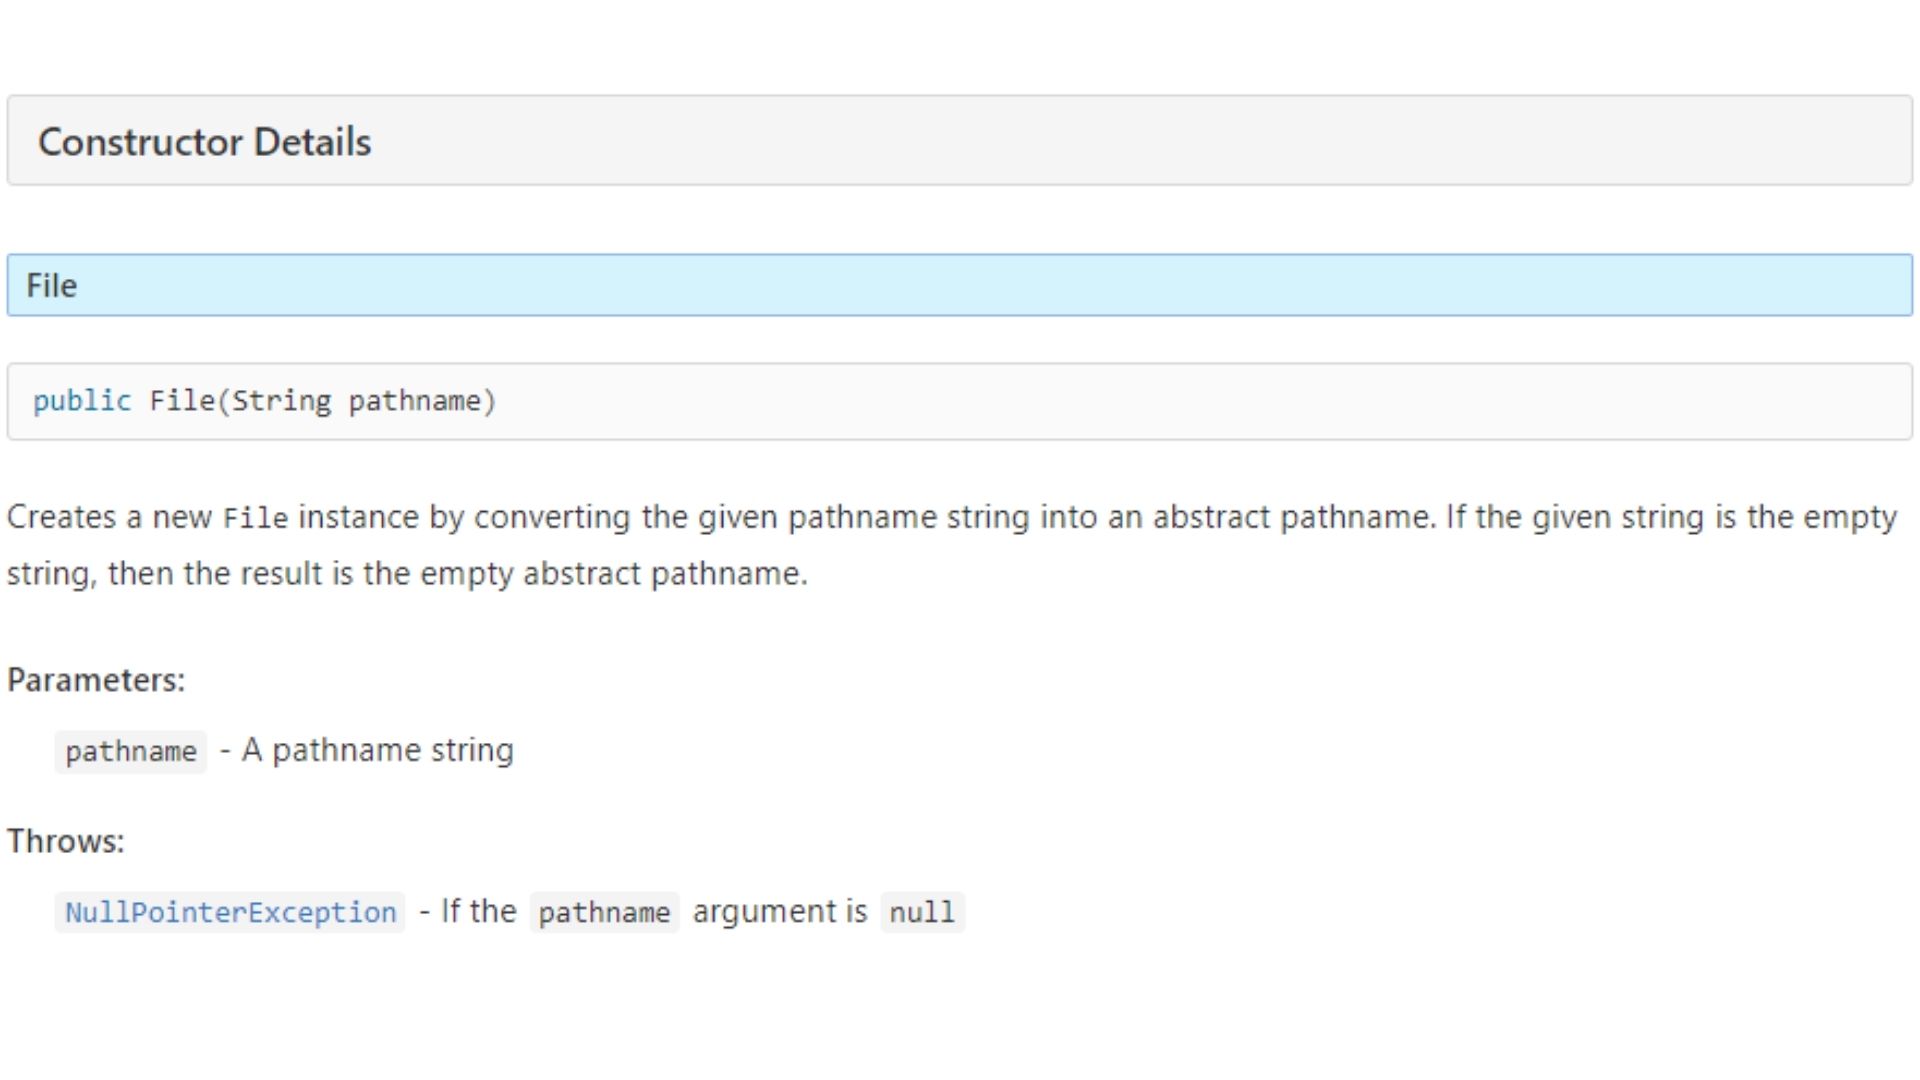 Constructor Details
File
public File(String pathname)
Creates a new File instance by converting the given pathname string into an abstract pathname. If the given string is the empty
string, then the result is the empty abstract pathname.
Parameters:
pathname - A pathname string
Throws:
NullPointerException - If the pathname argument is null